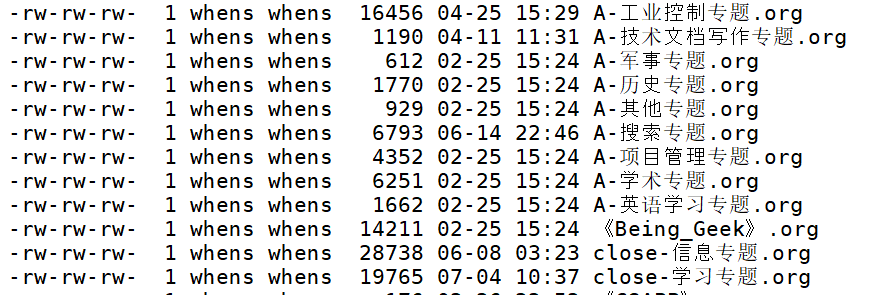 -rw-rw-rw- 1 whens whens 16456 04-25 15:29 A-工业控制专题.org
-rw-rw-rw- 1 whens whens 1190 04-11 11:31 A-技术文档写作专题.org
-rw-rw-rw- 1 whens whens 612 02-25 15:24 A-军事专题.org
-rw-rw-rw- 1 whens whens 1770 02-25 15:24 A-历史专题.org
-rw-rw-rw- 1 whens whens 929 02-25 15:24 A-其他专题.org
-rw-rw-rw- 1 whens whens 6793 06-14 22:46 A-搜索专题.org
-rw-rw-rw- 1 whens whens 4352 02-25 15:24 A-项目管理专题.org
-rw-rw-rw- 1 whens whens 6251 02-25 15:24 A-学术专题.org
-rw-rw-rw- 1 whens whens 1662 02-25 15:24 A-英语学习专题.org
-rw-rw-rw- 1 whens whens 14211 02-25 15:24 《Being_Geek》.org
-rw-rw-rw- 1 whens whens 28738 06-08 03:23 close-信息专题.org
-rw-rw-rw- 1 whens whens 19765 07-04 10:37 close-学习专题.org